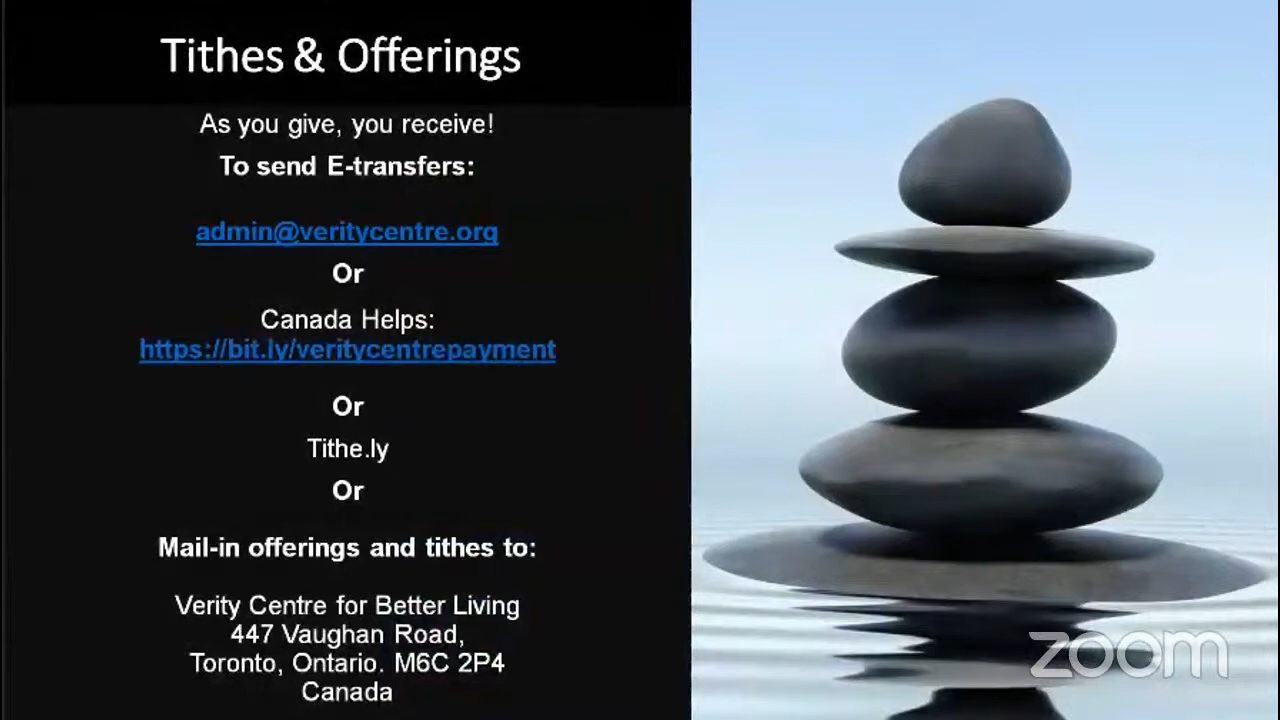 Tithes & Offerings
As you give, you receive!
To send E-transfers:
admin@veritycentre.org
Or
Canada Helps:
https://bit.ly/veritycentrepayment
Or
Tithe.ly
Or
Mail-in offerings and tithes to:
Verity Centre for Better Living
447 Vaughan Road,
Toronto, Ontario. M6C 2P4
Canada
zoom